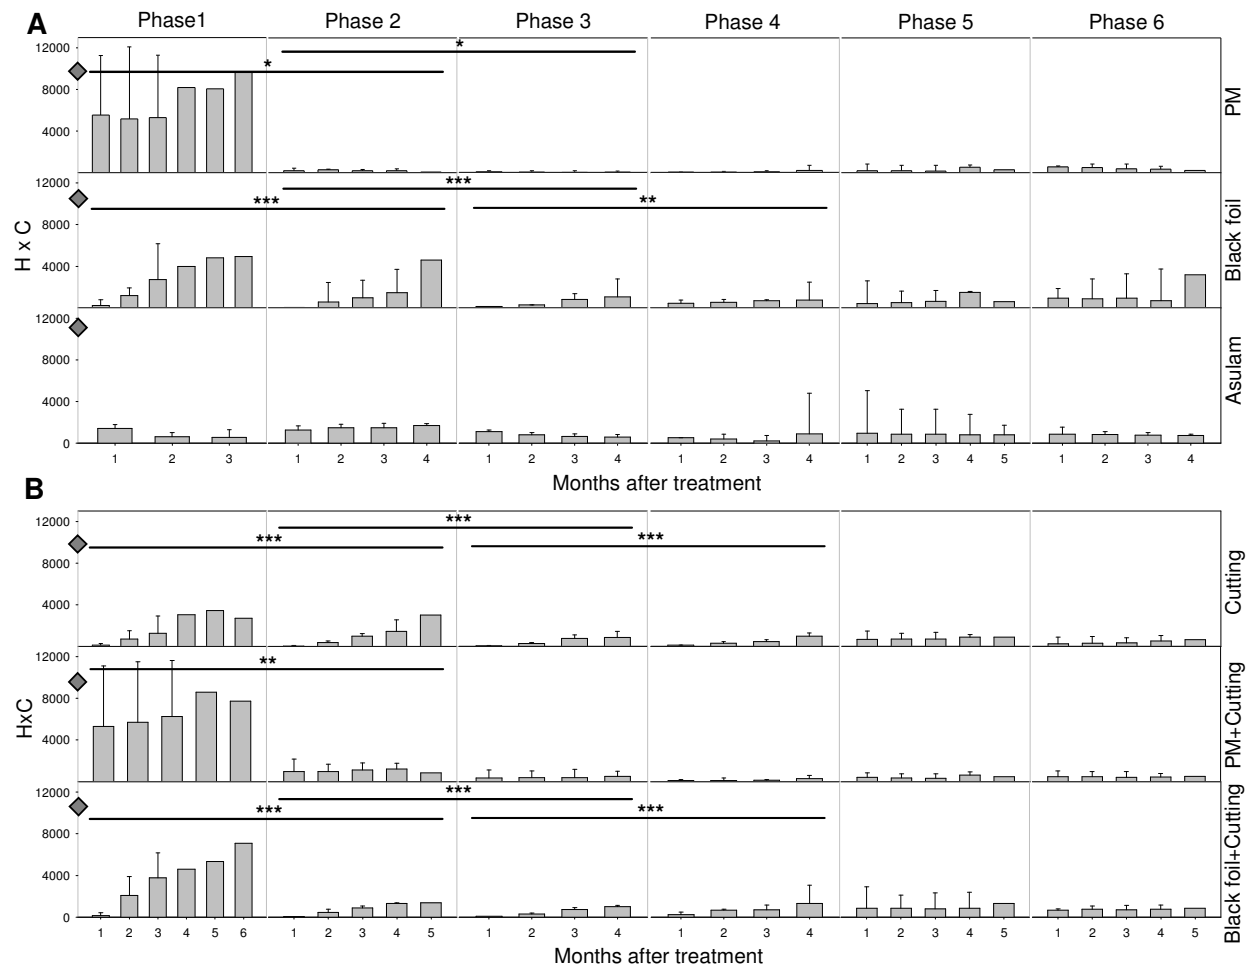 A
Phase1 Phase 2 Phase 3 Phase 4 Phase 5 Phase 6
12000
8000
4000
* *
PM
12000
8000
4000
*** *** **
Black foil
H x C
12000
8000
4000
0
Asulam
1 2 3 1 2 3 4 1 2 3 4 1 2 3 4 1 2 3 4 5 1 2 3 4
Months after treatment
B
12000
8000
4000
*** *** ***
Cutting
12000
8000
4000
**
PM+Cutting
HxC
12000
8000
4000
0
*** *** ***
Black foil+Cutting
1 2 3 4 5 6 1 2 3 4 5 1 2 3 4 1 2 3 4 1 2 3 4 5 1 2 3 4 5
Months after treatment